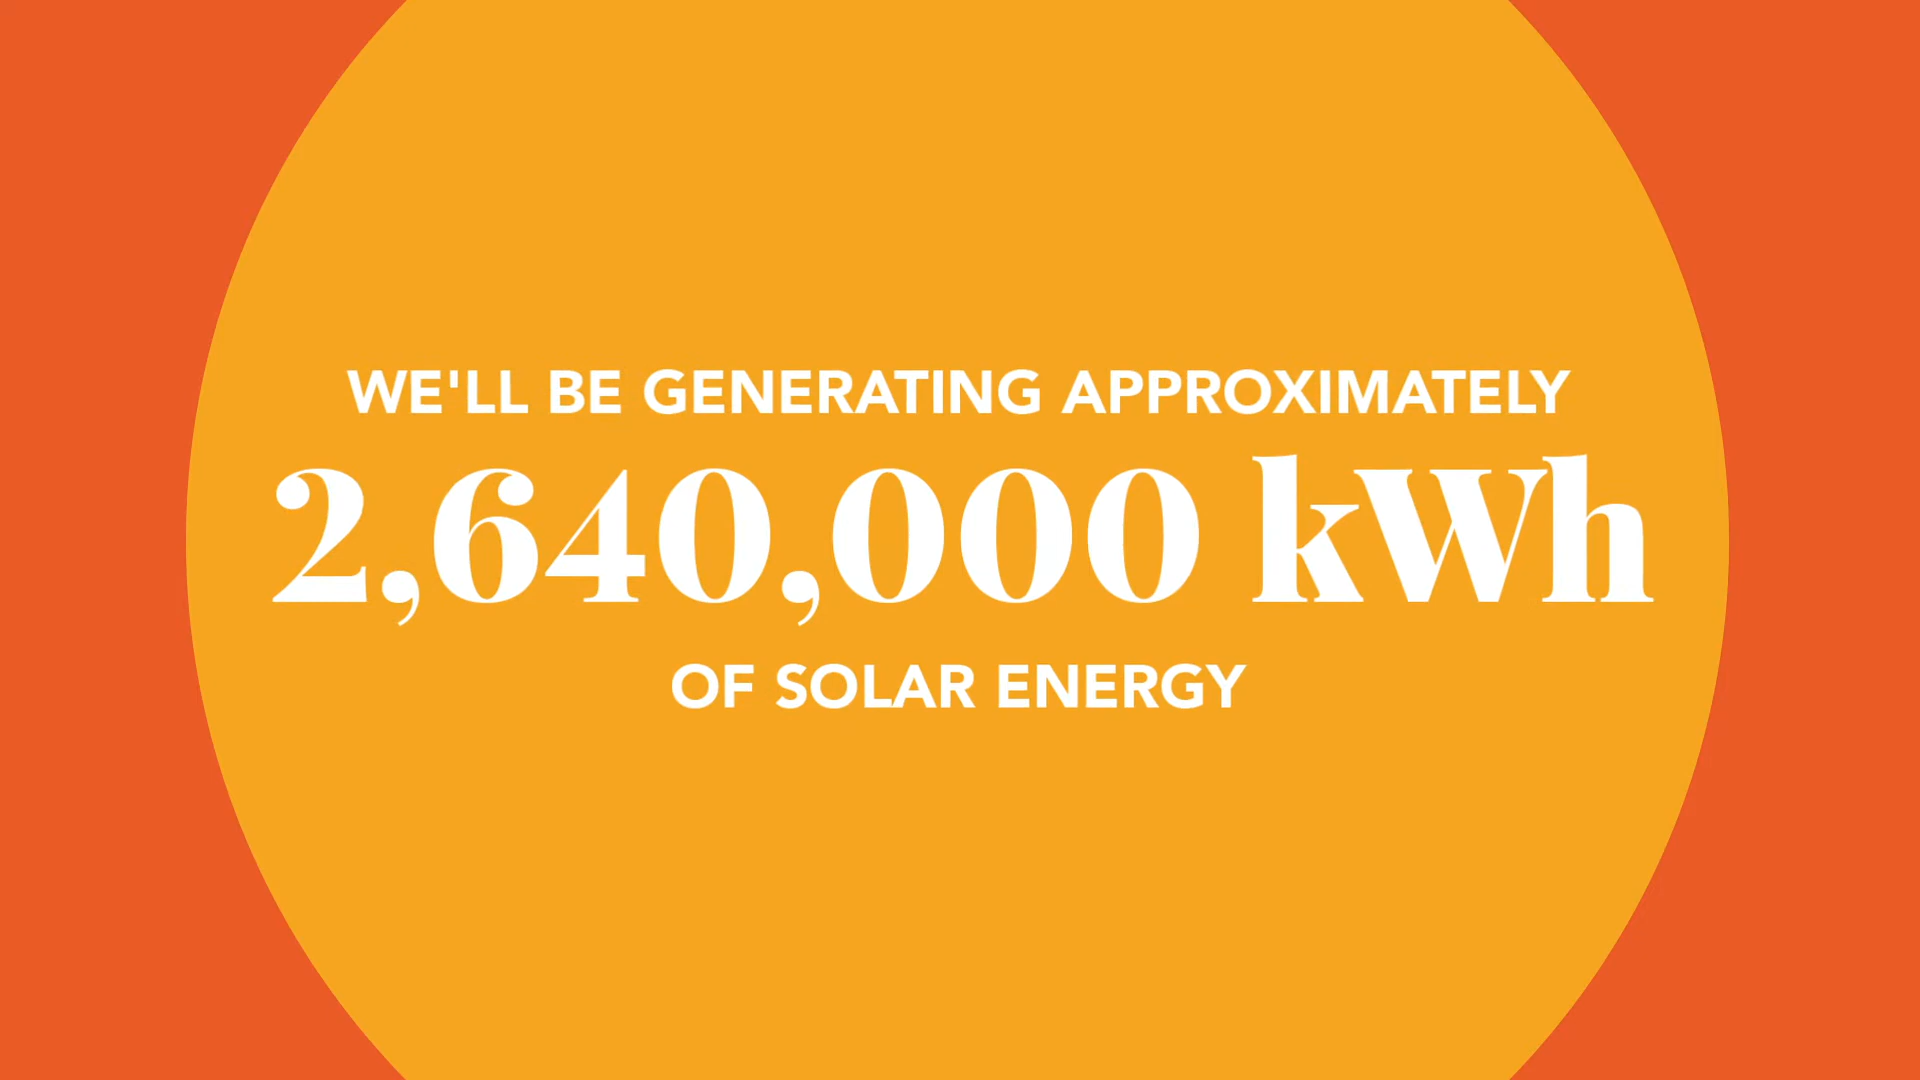 WE'LL BE GENERATING APPROXIMATELY
2,640,000 kWh
OF SOLAR ENERGY